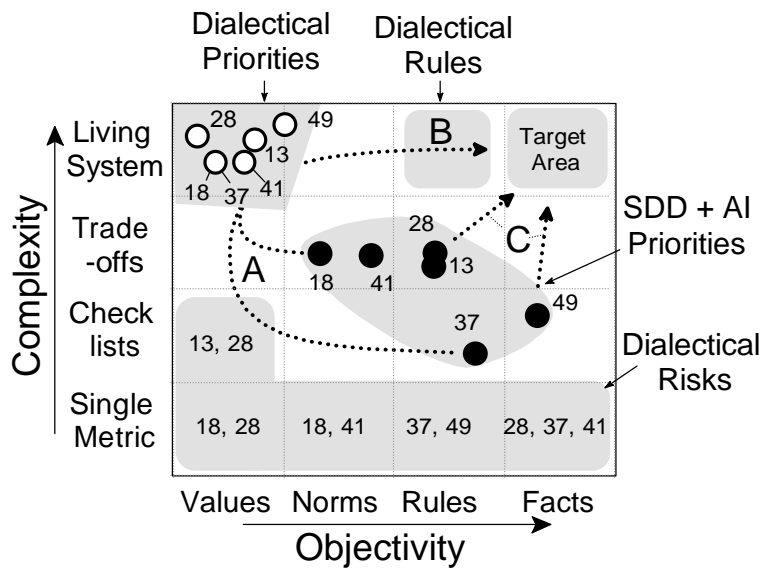 Dialectical
Priorities
Dialectical
Rules
Living
System
28
49
13
18
37
41
B
Target
Area
Trade
-offs
A
28
13
18
41
C
SDD + AI
Priorities
Check
lists
13, 28
37
49
Dialectical
Risks
Single
Metric
18, 28
18, 41
37, 49
28, 37, 41
Values
Norms
Rules
Facts
Objectivity
Complexity